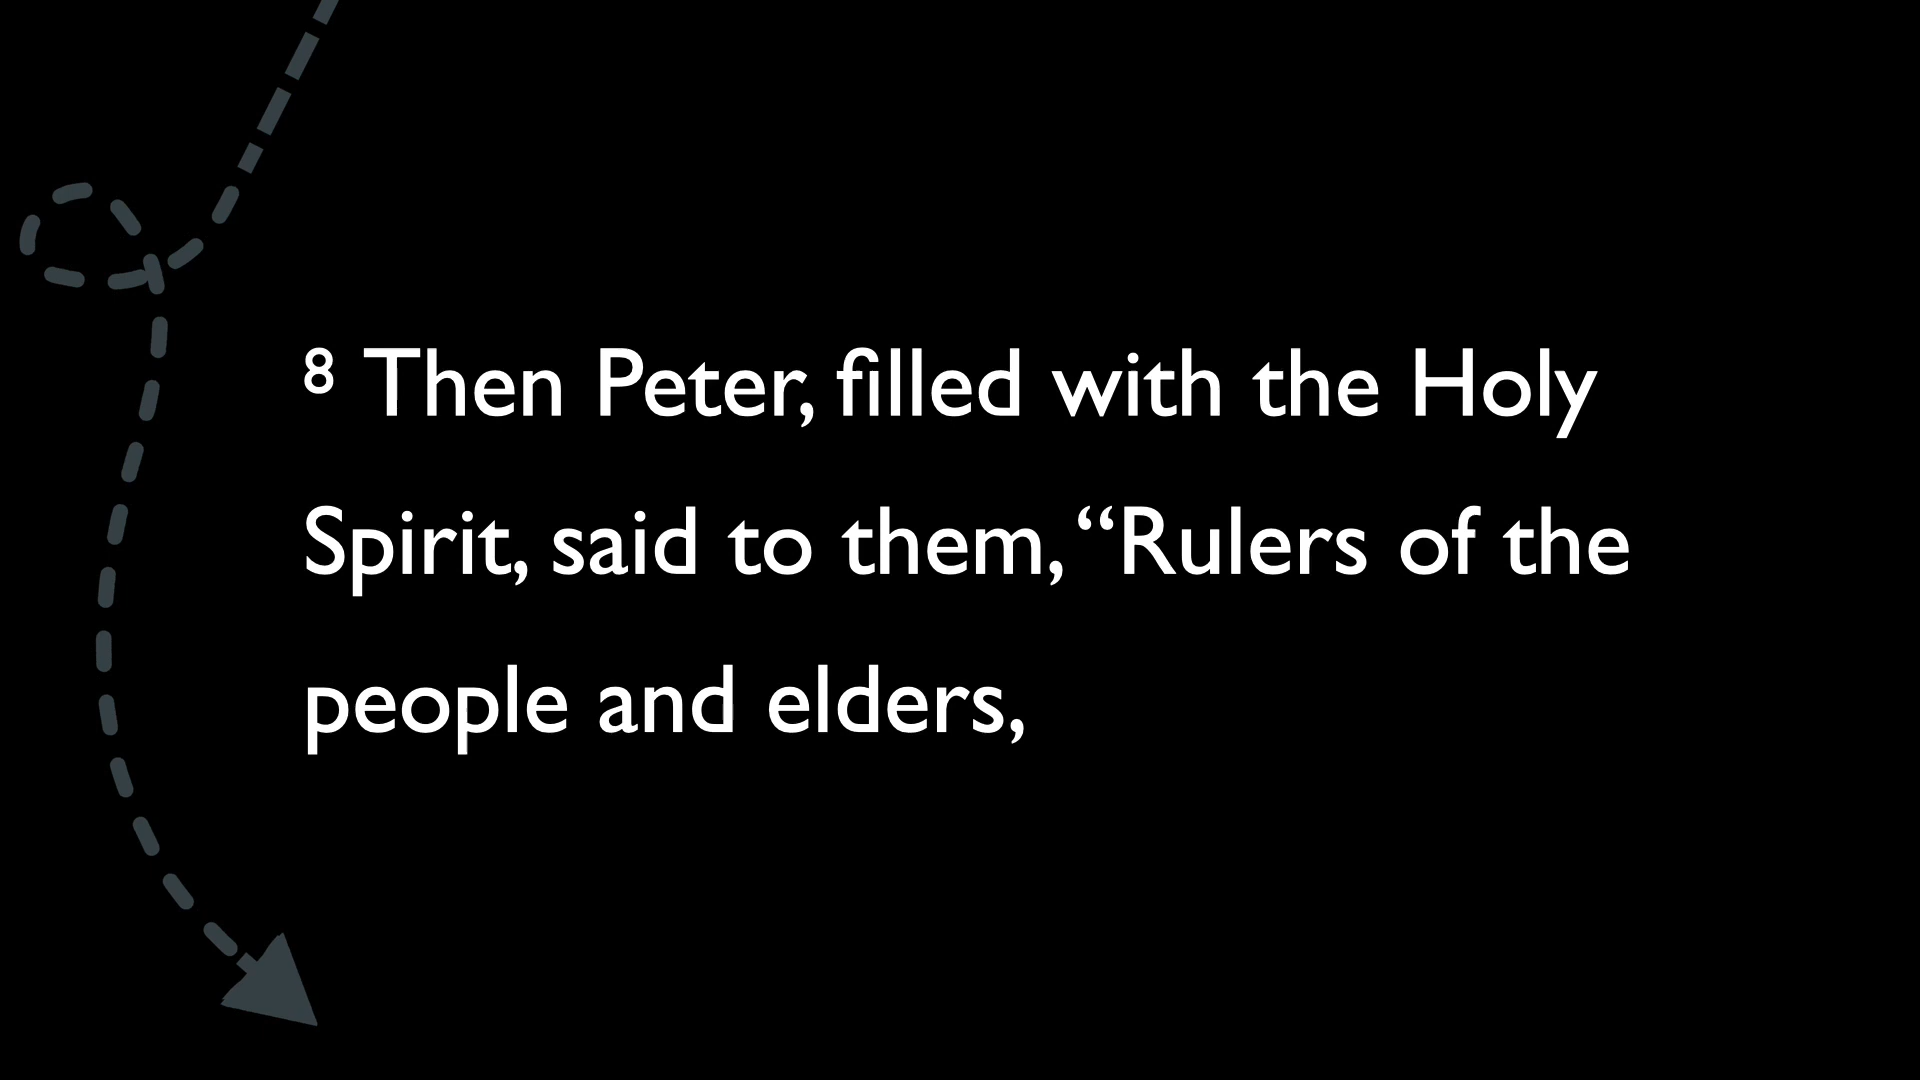 ⁸ Then Peter, filled with the Holy
Spirit, said to them, “Rulers of the
people and elders,